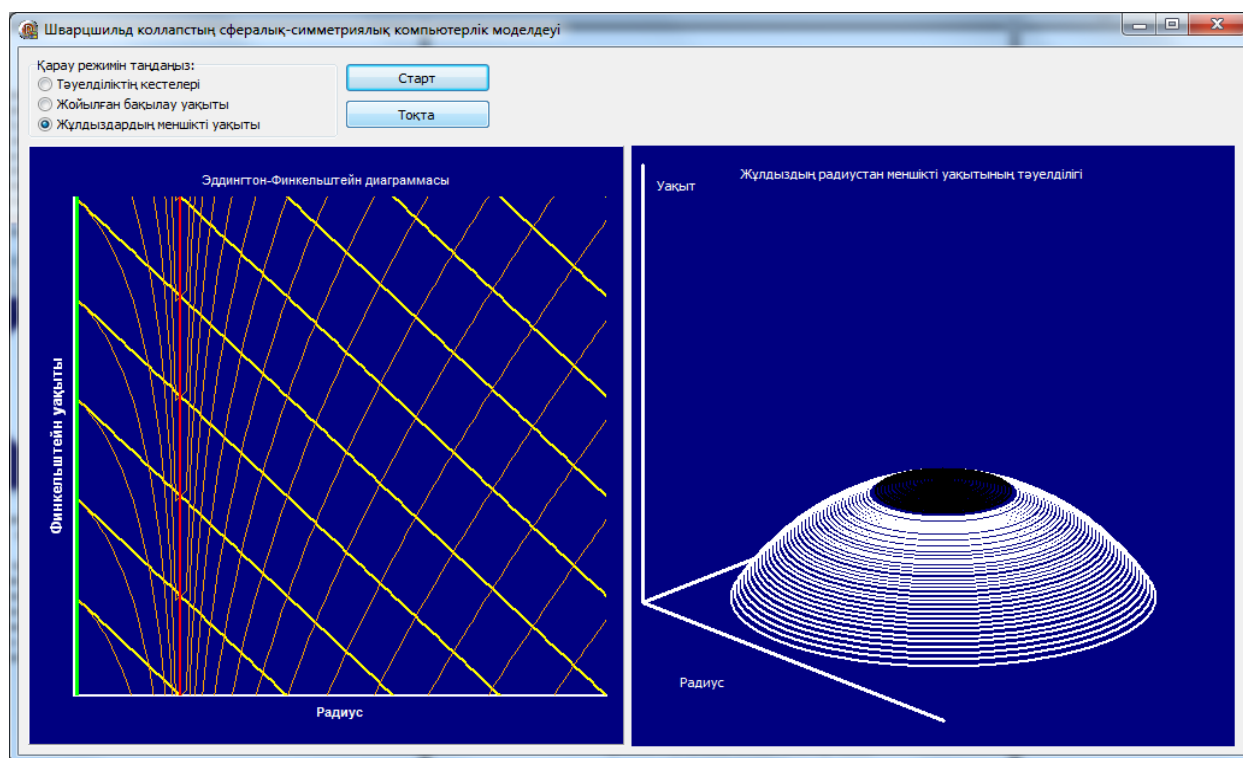 Шварцшильд коллапстың сфералық-симметриялық компьютерлік моделдеуі
Қарау режимін таңдаңыз:
Тәуелділіктің кестелері
Жойылған бақылау уақыты
Жұлдыздардың меншікті уақыты
Старт
Тоқта
Эддингтон-Финкельштейн диаграммасы
Финкельштейн уақыты
Радиус
Уақыт
Жұлдыздың радиустан меншікті уақытының тәуелділігі
Радиус